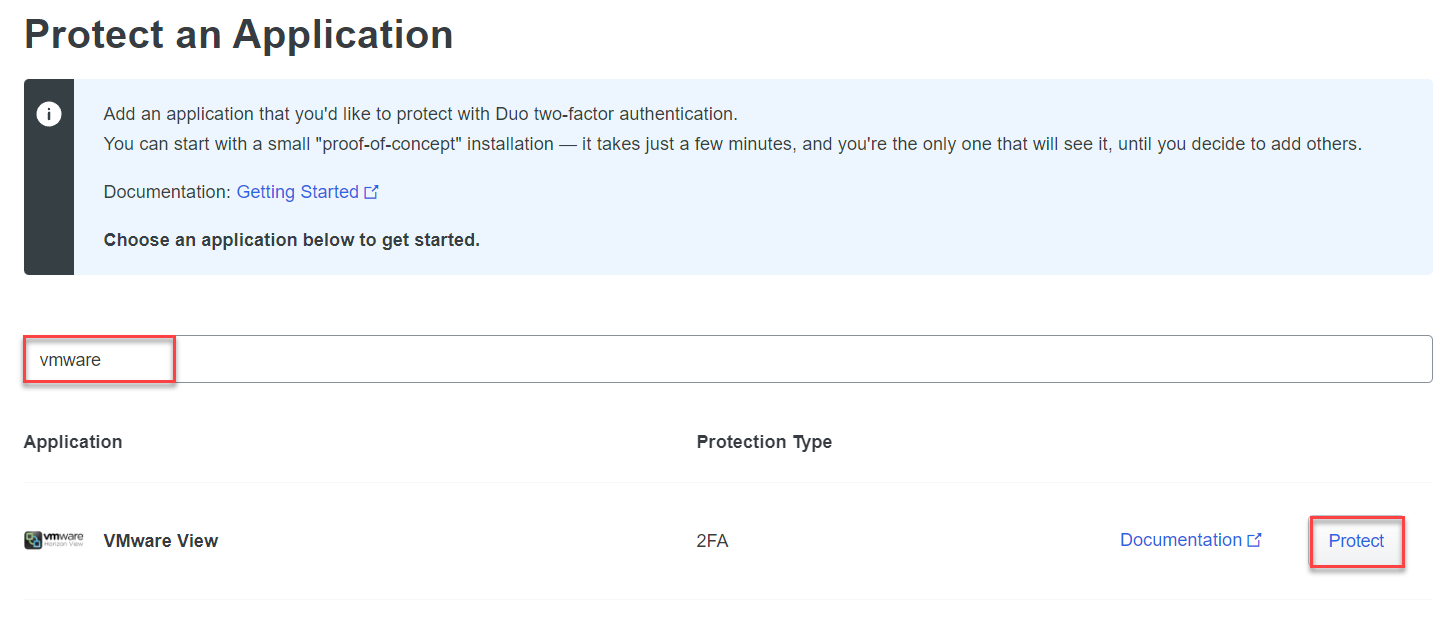 Protect an Application
i
Add an application that you'd like to protect with Duo two-factor authentication.
You can start with a small "proof-of-concept" installation — it takes just a few minutes, and you're the only one that will see it, until you decide to add others.
Documentation: Getting Started
Choose an application below to get started.
vmware
Application Protection Type
vmware
Horizon View
VMware View 2FA Documentation Protect